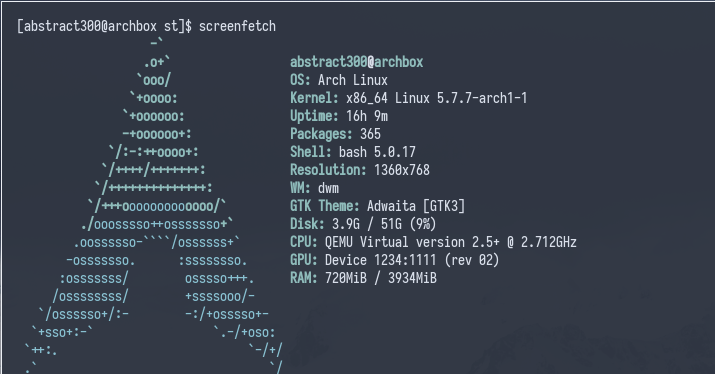 [abstract300@archbox st]$ screenfetch
                   -`
                  .o+`                 abstract300@archbox
                 `ooo/                 OS: Arch Linux
                `+oooo:                Kernel: x86_64 Linux 5.7.7-arch1-1
               `+oooooo:               Uptime: 16h 9m
               -+oooooo+:              Packages: 365
             `/:-:++oooo+:             Shell: bash 5.0.17
            `/++++/+++++++:            Resolution: 1360x768
           `/++++++++++++++:           WM: dwm
          `/+++ooooooooooooo/`         GTK Theme: Adwaita [GTK3]
         ./ooosssso++osssssso+`        Disk: 3.9G / 51G (9%)
        .oossssso-````/ossssss+`       CPU: QEMU Virtual version 2.5+ @ 2.712GHz
       -osssssso.      :ssssssso.      GPU: Device 1234:1111 (rev 02)
      :osssssss/        osssso+++.     RAM: 720MiB / 3934MiB
     /ossssssss/        +ssssooo/-
   `/ossssso+/:-        -:/+osssso+-
  `+sso+:-`                 `.-/+oso:
 `++:.                           `-/+/
 .`                                 `/